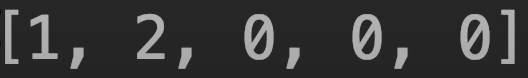 [1, 2, 0, 0, 0]